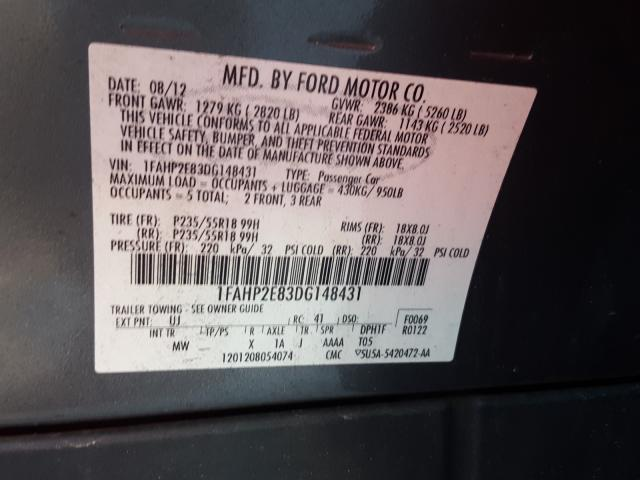 MFD. BY FORD MOTOR CO.
DATE: 08/12 GVWR: 2386 KG ( 5260 LB)
FRONT GAWR: 1279 KG ( 2820 LB) REAR GAWR: 1143 KG ( 2520 LB)
THIS VEHICLE CONFORMS TO ALL APPLICABLE FEDERAL MOTOR
VEHICLE SAFETY, BUMPER, AND THEFT PREVENTION STANDARDS
IN EFFECT ON THE DATE OF MANUFACTURE SHOWN ABOVE.
VIN: 1FAHP2E83DG148431 TYPE: Passenger Car
MAXIMUM LOAD = OCCUPANTS + LUGGAGE = 430KG/950LB
OCCUPANTS = 5 TOTAL; 2 FRONT, 3 REAR
TIRE (FR): P235/55R18 99H RIMS (FR): 18X8.0J
(RR): P235/55R18 99H (RR): 18X8.0J
PRESSURE (FR): 220 kPa/ 32 PSI COLD (RR): 220 kPa/ 32 PSI COLD
1FAHP2E83DG148431
TRAILER TOWING - SEE OWNER GUIDE
EXT PNT: UJ RC: 41 DSO: F0069
INT TR TP/PS R AXLE TR SPR DPHTF R0122
MW X 1A J AAAA T05
1201208054074 CMC 5U5A-5420472-AA